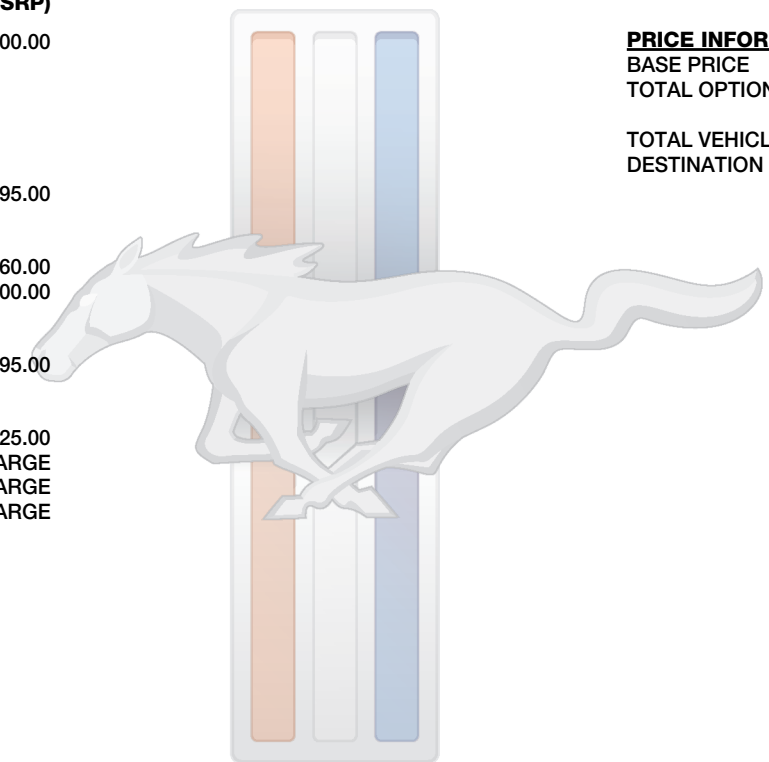 SRP)
00.00
95.00
60.00
00.00
95.00
25.00
ARGE
ARGE
ARGE
PRICE INFOR
BASE PRICE
TOTAL OPTION
TOTAL VEHICL
DESTINATION